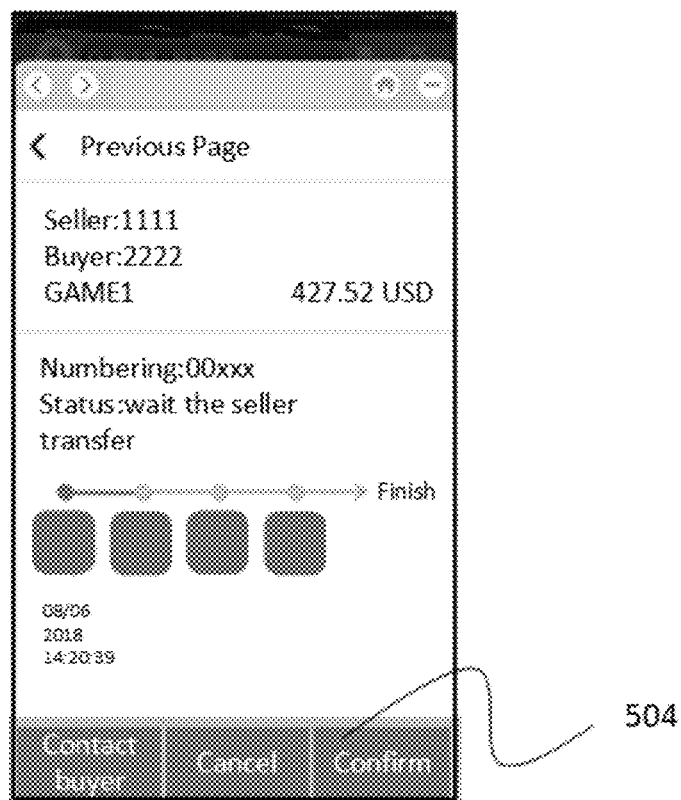 Previous Page
Seller:1111
Buyer:2222
GAME1 427.52 USD
Numbering:00xxx
Status:wait the seller
transfer
Finish
08/06
2018
14:20:39
Contact
buyer
Cancel
Confirm
504